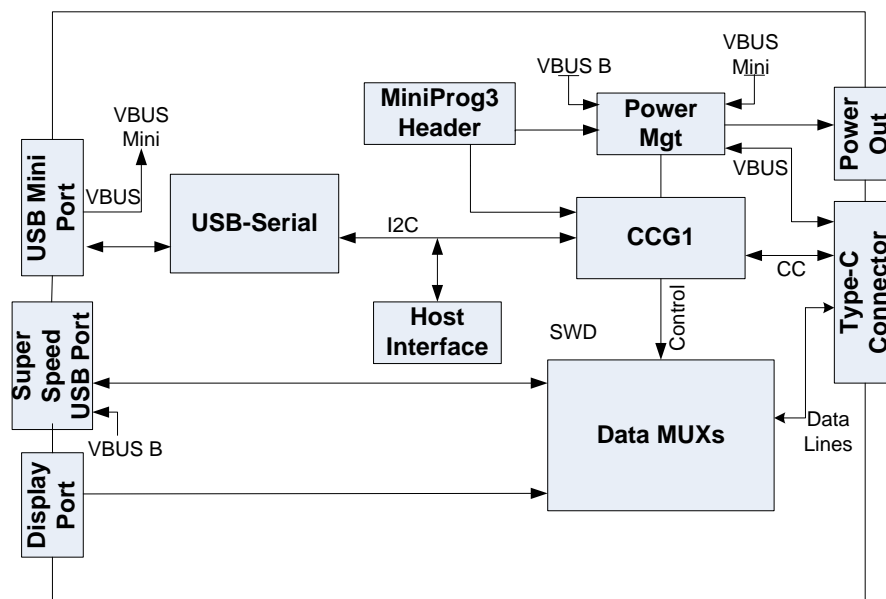 VBUS B
VBUS
Mini
MiniProg3
Header
Power
Mgt
Power
Out
VBUS
Mini
VBUS
USB Mini
Port
VBUS
USB-Serial
I2C
CCG1
CC
Type-C
Connector
Host
Interface
SWD
Control
Super
Speed
USB Port
VBUS B
Data MUXs
Data
Lines
Display
Port